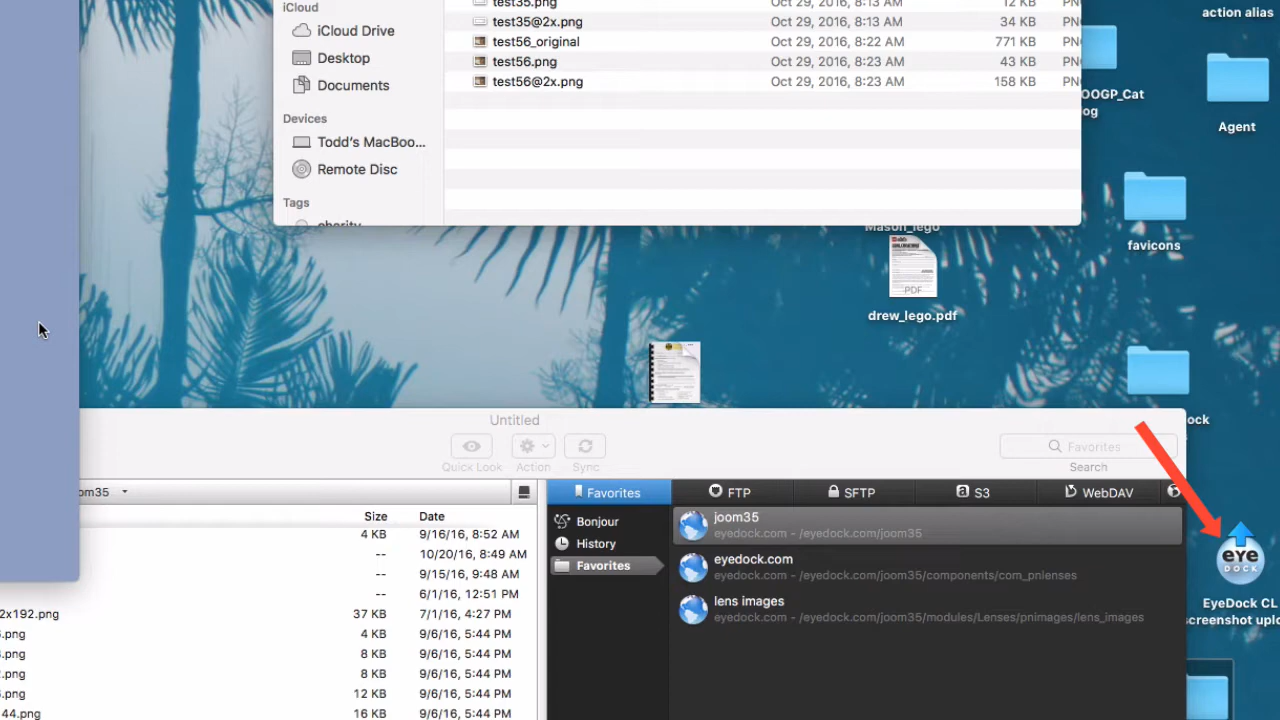 iCloud
iCloud Drive
Desktop
Documents
Devices
Todd's MacBoo...
Remote Disc
Tags
test35.png Oct 29, 2016, 8:13 AM 12 KB
test35@2x.png Oct 29, 2016, 8:13 AM 34 KB
test56_original Oct 29, 2016, 8:22 AM 771 KB
test56.png Oct 29, 2016, 8:23 AM 43 KB
test56@2x.png Oct 29, 2016, 8:23 AM 158 KB
action alias
OOGP_Cat
log
Agent
favicons
Mason_lego
PDF
drew_lego.pdf
ock
eye
DOCK
EyeDock CL
screenshot uplo
Untitled
Quick Look Action Sync
Favorites
Search
om35
Size Date
4 KB 9/16/16, 8:52 AM
-- 10/20/16, 8:49 AM
-- 9/15/16, 9:48 AM
-- 6/1/16, 12:51 PM
2x192.png 37 KB 7/1/16, 4:27 PM
.png 4 KB 9/6/16, 5:44 PM
.png 8 KB 9/6/16, 5:44 PM
.png 8 KB 9/6/16, 5:44 PM
.png 12 KB 9/6/16, 5:44 PM
44.png 16 KB 9/6/16, 5:44 PM
Favorites FTP SFTP S3 WebDAV
Bonjour
History
Favorites
joom35
eyedock.com - /eyedock.com/joom35
eyedock.com
eyedock.com - /eyedock.com/joom35/components/com_pnlenses
lens images
eyedock.com - /eyedock.com/joom35/modules/Lenses/pnimages/lens_images